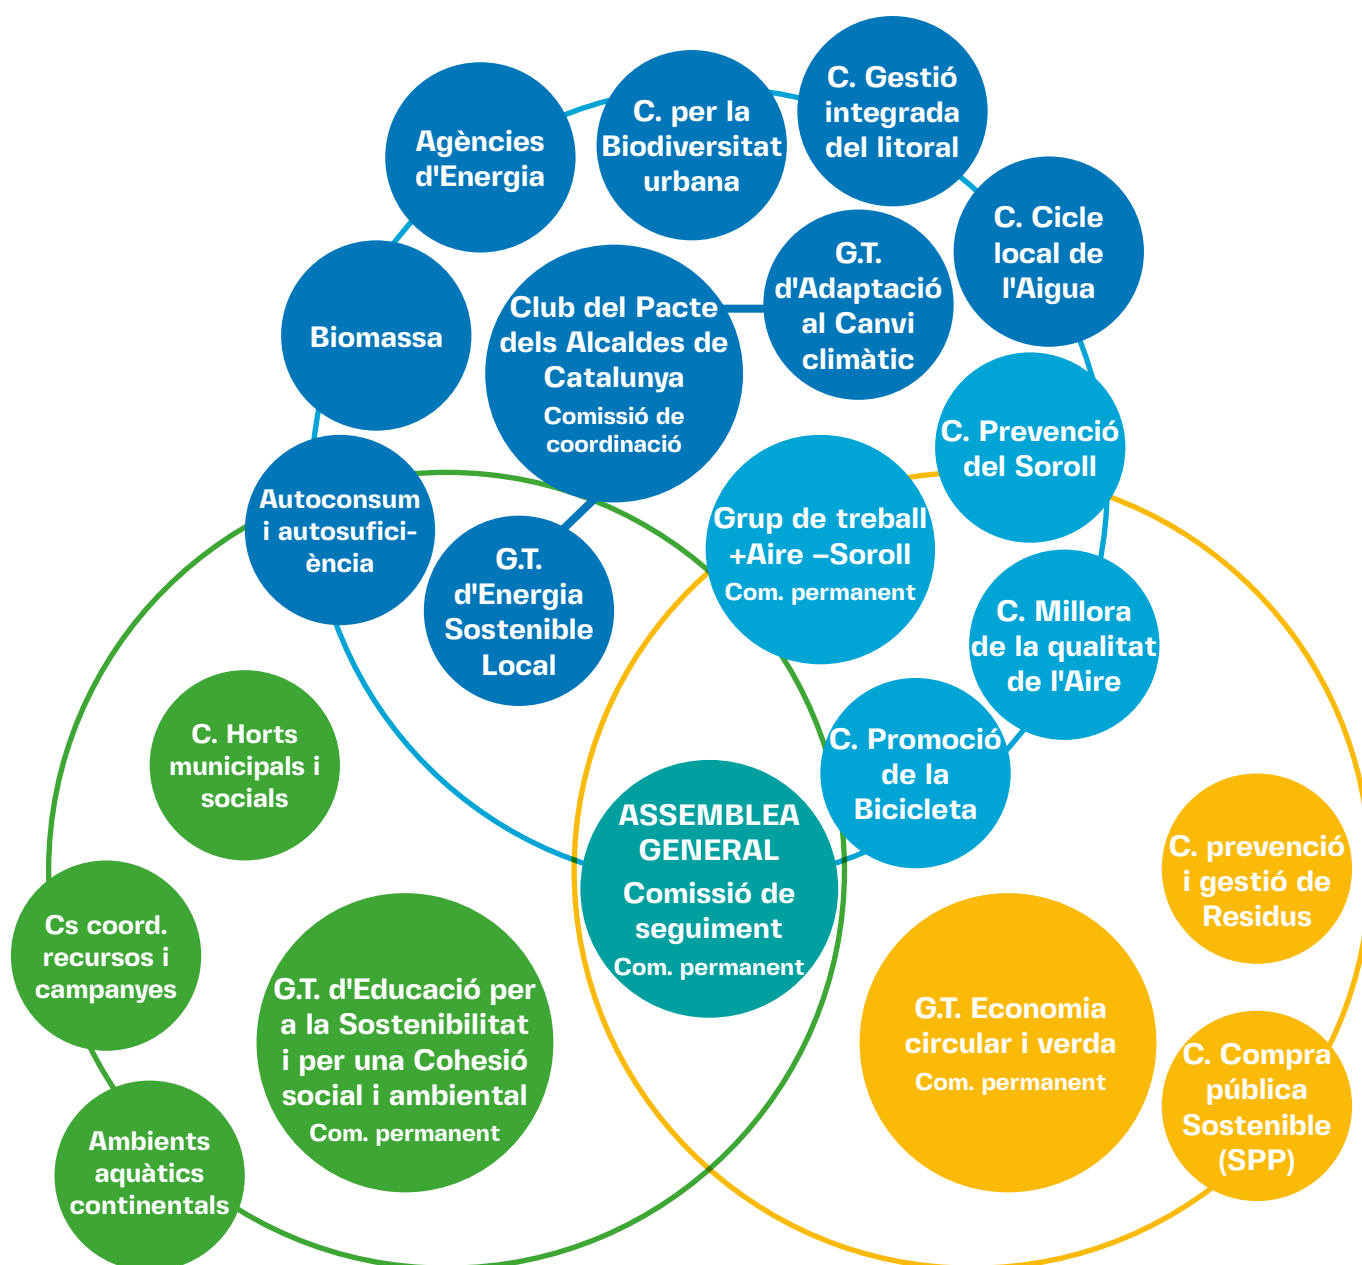 C. Gestió
integrada
del litoral
C. per la
Biodiversitat
urbana
Agències
d'Energia
C. Cicle
local de
l'Aigua
G.T.
d'Adaptació
al Canvi
climàtic
Club del Pacte
dels Alcaldes de
Catalunya
Comissió de
coordinació
Biomassa
C. Prevenció
del Soroll
Autoconsum
i autosufici-
ència
Grup de treball
+Aire –Soroll
Com. permanent
G.T.
d'Energia
Sostenible
Local
C. Millora
de la qualitat
de l'Aire
C. Horts
municipals i
socials
C. Promoció
de la
Bicicleta
ASSEMBLEA
GENERAL
Comissió de
seguiment
Com. permanent
C. prevenció
i gestió de
Residus
Cs coord.
recursos i
campanyes
G.T. d'Educació per
a la Sostenibilitat
i per una Cohesió
social i ambiental
Com. permanent
G.T. Economia
circular i verda
Com. permanent
C. Compra
pública
Sostenible
(SPP)
Ambients
aquàtics
continentals